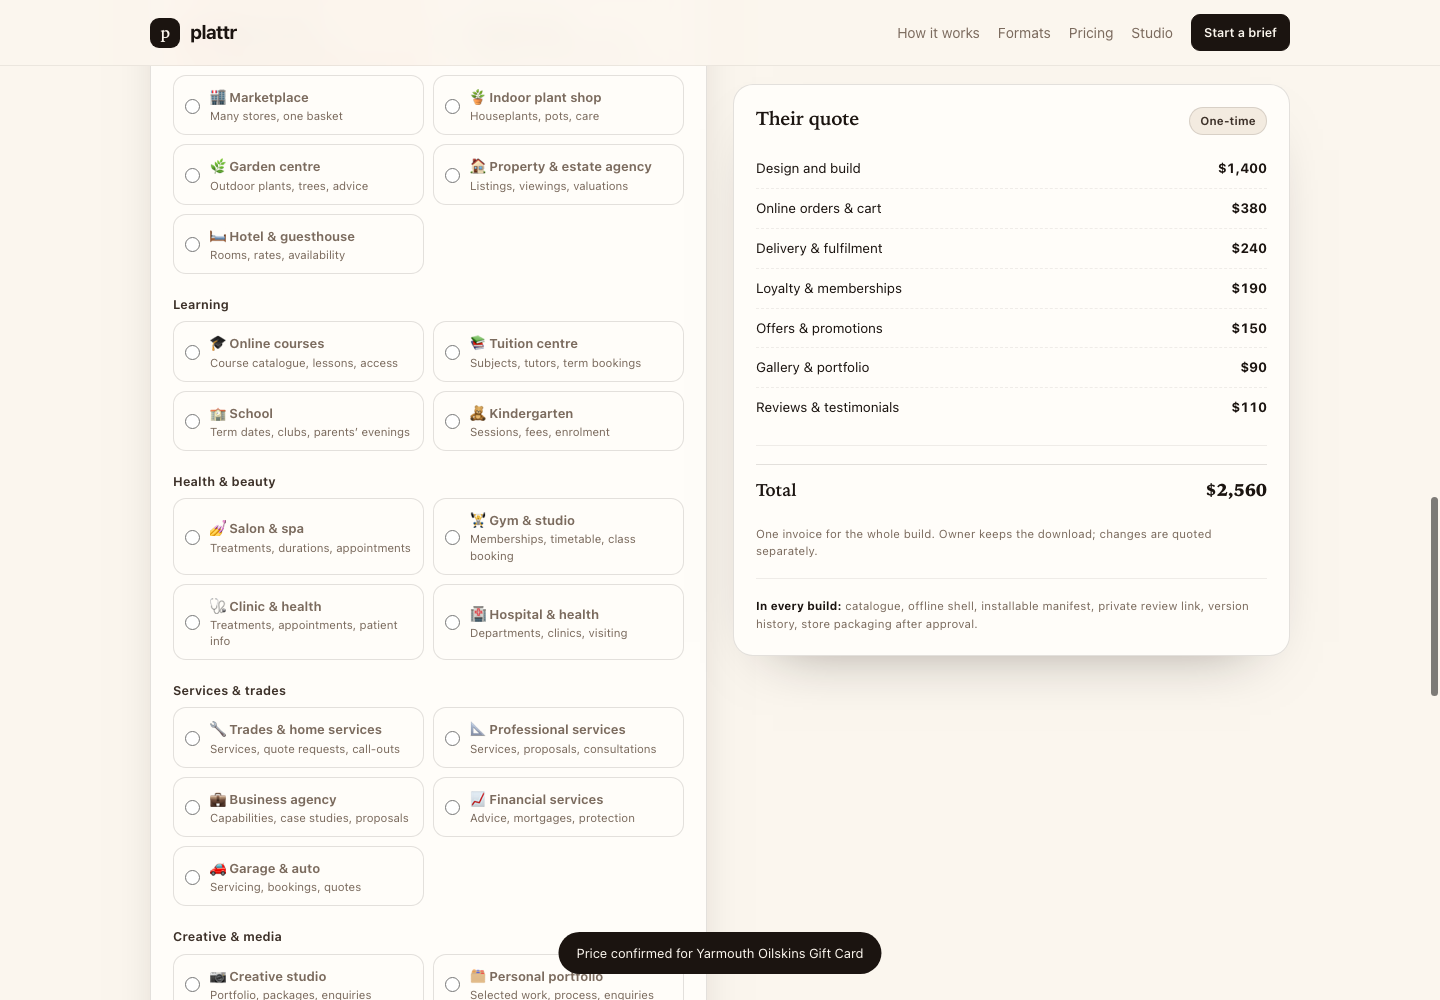 p
plattr
How it works
Formats
Pricing
Studio
Start a brief
Marketplace
Many stores, one basket
Indoor plant shop
Houseplants, pots, care
Garden centre
Outdoor plants, trees, advice
Property & estate agency
Listings, viewings, valuations
Hotel & guesthouse
Rooms, rates, availability
Learning
Online courses
Course catalogue, lessons, access
Tuition centre
Subjects, tutors, term bookings
School
Term dates, clubs, parents' evenings
Kindergarten
Sessions, fees, enrolment
Health & beauty
Salon & spa
Treatments, durations, appointments
Gym & studio
Memberships, timetable, class
booking
Clinic & health
Treatments, appointments, patient
info
Hospital & health
Departments, clinics, visiting
Services & trades
Trades & home services
Services, quote requests, call-outs
Professional services
Services, proposals, consultations
Business agency
Capabilities, case studies, proposals
Financial services
Advice, mortgages, protection
Garage & auto
Servicing, bookings, quotes
Creative & media
Creative studio
Portfolio, packages, enquiries
Personal portfolio
Selected work, process, enquiries
Their quote
One-time
Design and build $1,400
Online orders & cart $380
Delivery & fulfilment $240
Loyalty & memberships $190
Offers & promotions $150
Gallery & portfolio $90
Reviews & testimonials $110
Total $2,560
One invoice for the whole build. Owner keeps the download; changes are quoted
separately.
In every build: catalogue, offline shell, installable manifest, private review link, version
history, store packaging after approval.
Price confirmed for Yarmouth Oilskins Gift Card